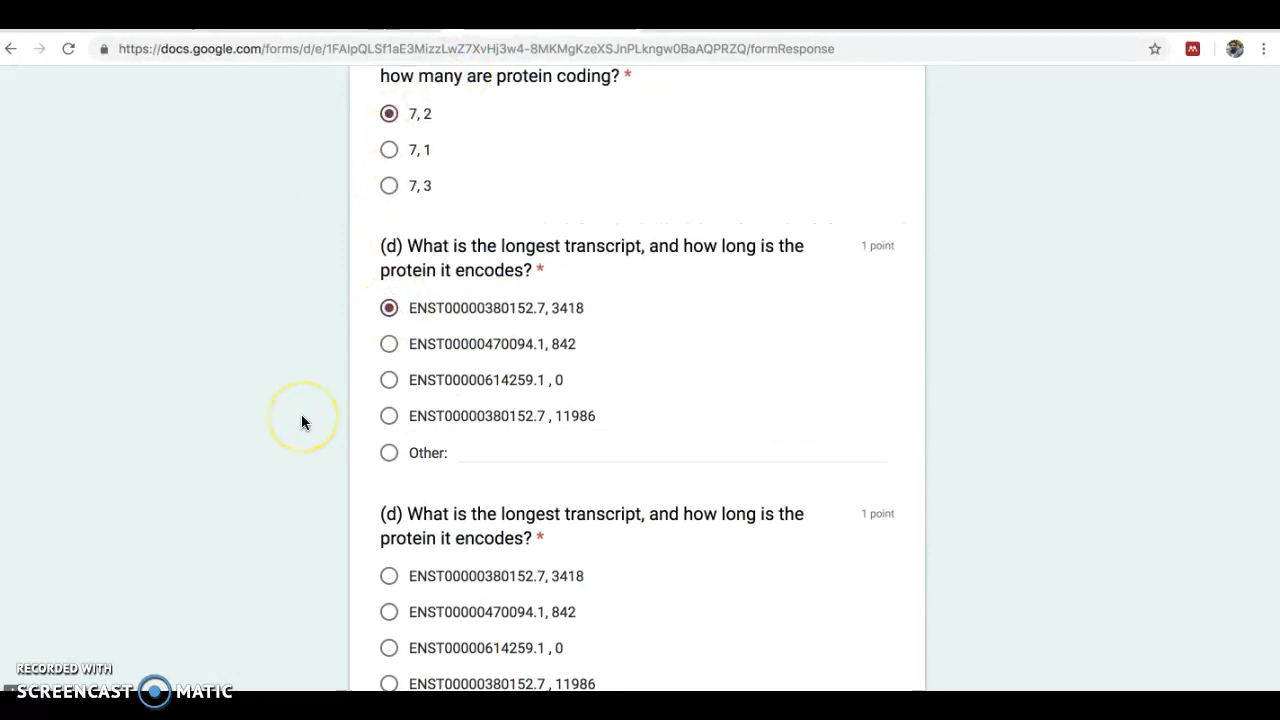 https://docs.google.com/forms/d/e/1FAIpQLSf1aE3MizzLwZ7XvHj3w4-8MKMgKzeXSJnPLkngw0BaAQPRZQ/formResponse
how many are protein coding? *
7, 2
7, 1
7, 3
(d) What is the longest transcript, and how long is the 1 point
protein it encodes? *
ENST00000380152.7, 3418
ENST00000470094.1, 842
ENST00000614259.1 , 0
ENST00000380152.7 , 11986
Other:
(d) What is the longest transcript, and how long is the 1 point
protein it encodes? *
ENST00000380152.7, 3418
ENST00000470094.1, 842
ENST00000614259.1 , 0
ENST00000380152.7 , 11986
RECORDED WITH
SCREENCAST MATIC